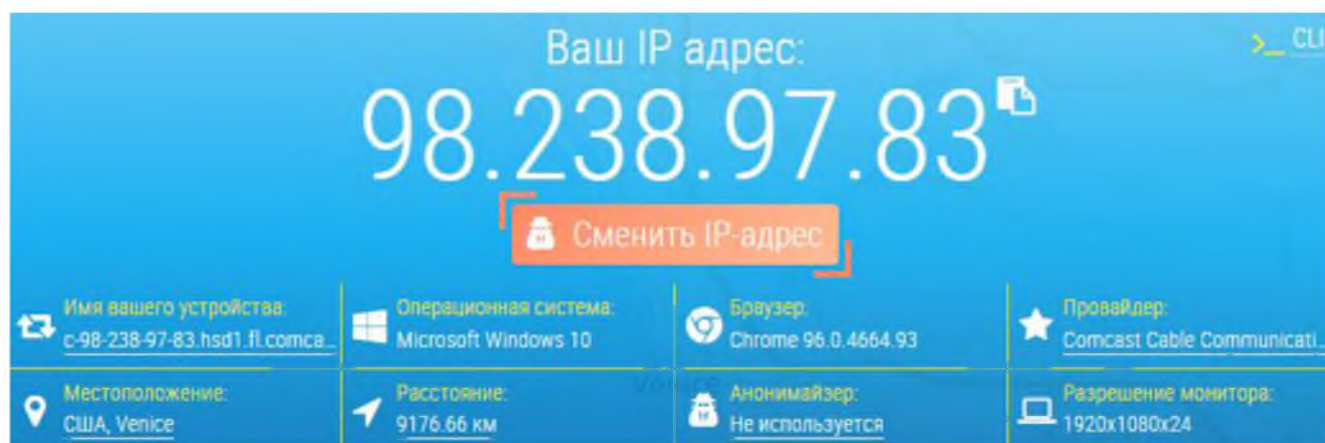 Ваш IP адрес:
>_ CLI
98.238.97.83
Сменить IP-адрес
Имя вашего устройства:
c-98-238-97-83.hsd1.fl.comca...
Операционная система:
Microsoft Windows 10
Браузер:
Chrome 96.0.4664.93
Провайдер:
Comcast Cable Communicati...
Местоположение:
США, Venice
Расстояние:
9176.66 км
Venice
Анонимайзер:
Не используется
Разрешение монитора:
1920x1080x24